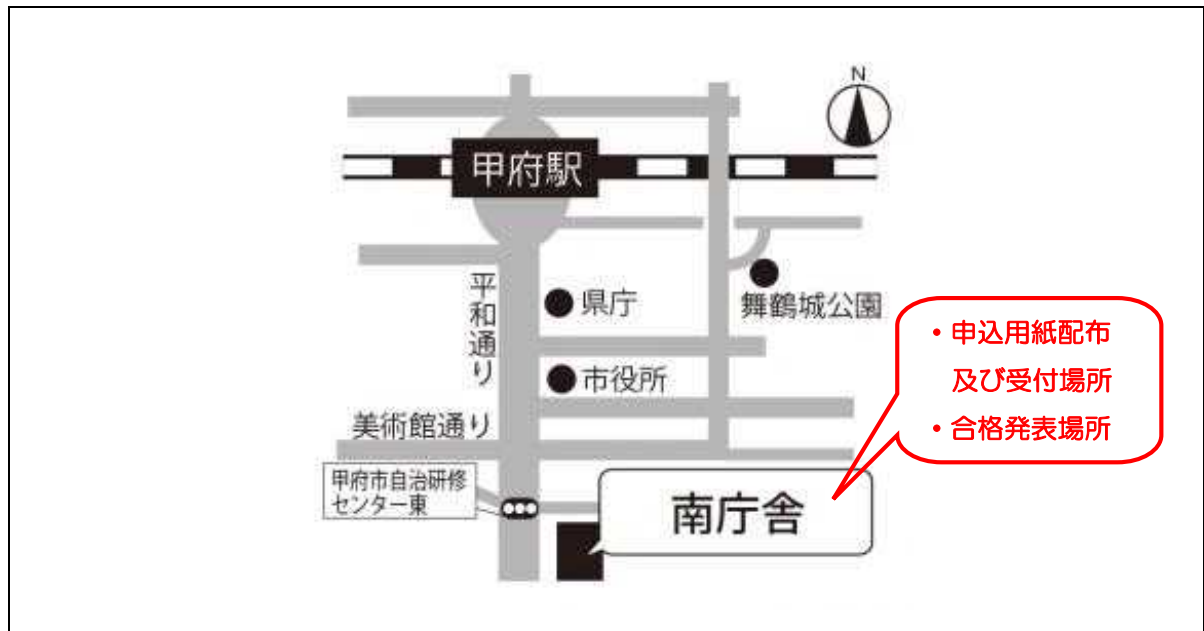 N
甲府駅
平和通り
県庁
舞鶴城公園
市役所
美術館通り
甲府市自治研修
センター東
南庁舎
・申込用紙配布
及び受付場所
・合格発表場所